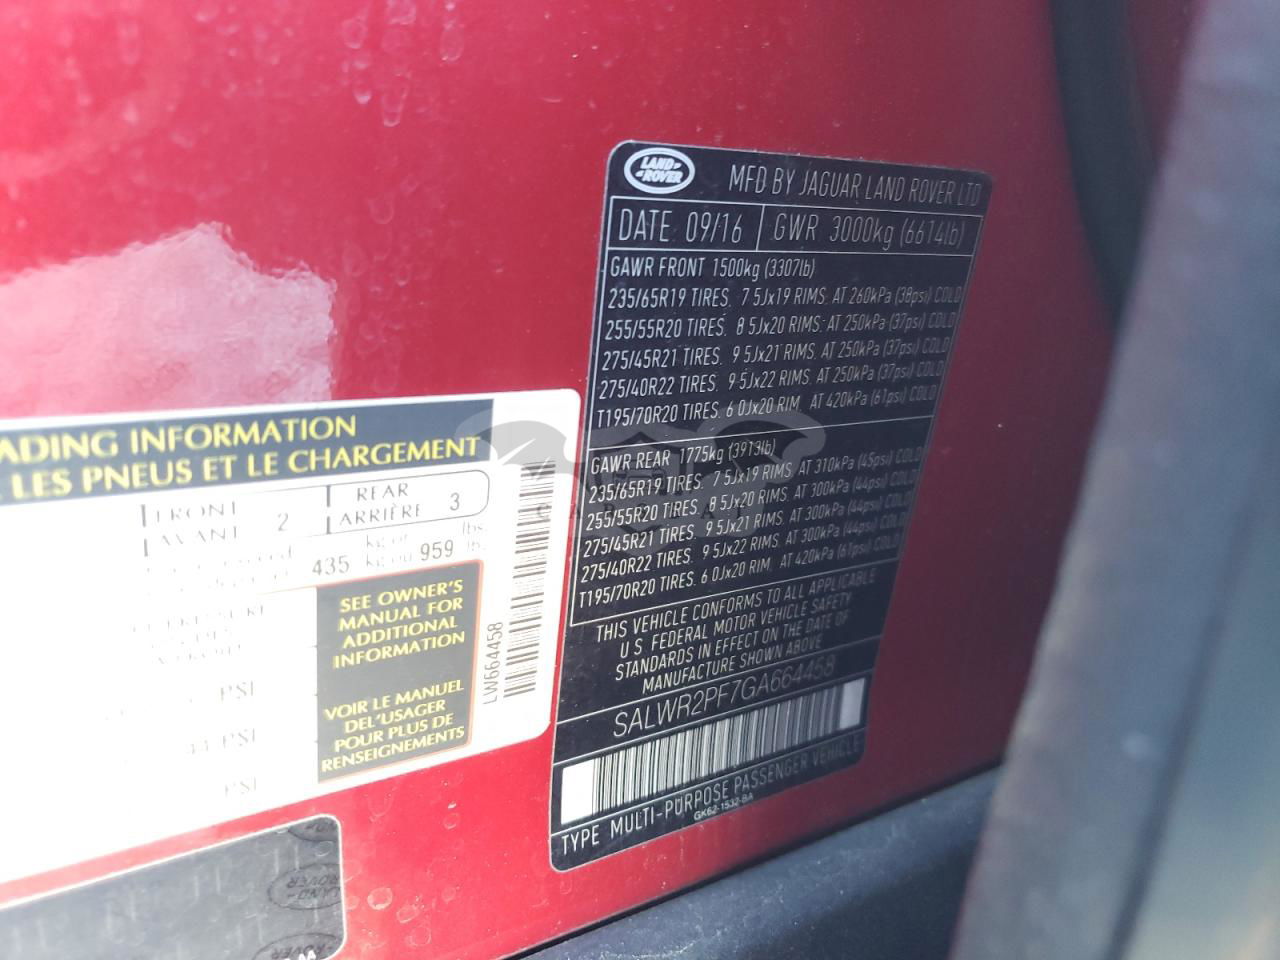 LAND-
-ROVER
MFD BY JAGUAR LAND ROVER LTD
DATE 09/16
GWR 3000kg (6614lb)
GAWR FRONT 1500kg (3307lb)
235/65R19 TIRES, 7 5Jx19 RIMS, AT 260kPa (38psi) COLD
255/55R20 TIRES, 8 5Jx20 RIMS, AT 250kPa (37psi) COLD
275/45R21 TIRES, 9 5Jx21 RIMS, AT 250kPa (37psi) COLD
275/40R22 TIRES, 9 5Jx22 RIMS, AT 250kPa (37psi) COLD
T195/70R20 TIRES, 6 0Jx20 RIM, AT 420kPa (61psi) COLD
GAWR REAR 1775kg (3913lb)
235/65R19 TIRES, 7 5Jx19 RIMS, AT 310kPa (45psi) COLD
255/55R20 TIRES, 8 5Jx20 RIMS, AT 300kPa (44psi) COLD
275/45R21 TIRES, 9 5Jx21 RIMS, AT 300kPa (44psi) COLD
275/40R22 TIRES, 9 5Jx22 RIMS, AT 300kPa (44psi) COLD
T195/70R20 TIRES, 6 0Jx20 RIM, AT 420kPa (61psi) COLD
THIS VEHICLE CONFORMS TO ALL APPLICABLE
U S FEDERAL MOTOR VEHICLE SAFETY
STANDARDS IN EFFECT ON THE DATE OF
MANUFACTURE SHOWN ABOVE
SALWR2PF7GA664458
TYPE MULTI-PURPOSE PASSENGER VEHICLE
GK62-1532-BA
ADING INFORMATION
LES PNEUS ET LE CHARGEMENT
FRONT
AVANT 2
REAR
ARRIÈRE 3
435 kg or 959 lbs.
SEE OWNER'S
MANUAL FOR
ADDITIONAL
INFORMATION
VOIR LE MANUEL
DEL'USAGER
POUR PLUS DE
RENSEIGNEMENTS
PSI
44 PSI
PSI
LW664458
LAND-
-ROVER